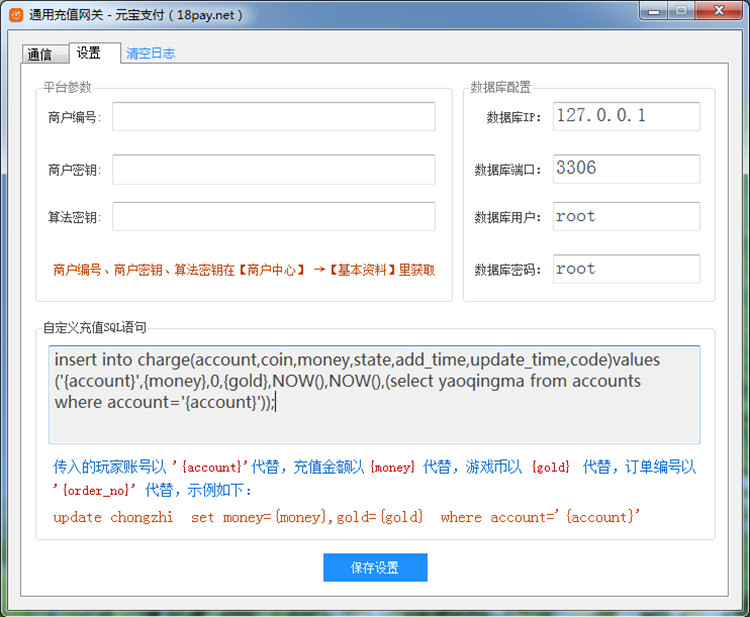 通用充值网关 - 元宝支付 ( 18pay.net )
通信 设置 清空日志
平台参数
商户编号:
商户密钥:
算法密钥:
商户编号、商户密钥、算法密钥在【商户中心】 →【基本资料】里获取
数据库配置
数据库IP: 127.0.0.1
数据库端口: 3306
数据库用户: root
数据库密码: root
自定义充值SQL语句
insert into charge(account,coin,money,state,add_time,update_time,code)values
('{account}',{money},0,{gold},NOW(),NOW(),(select yaoqingma from accounts
where account='{account}'));
传入的玩家账号以 '{account}'代替，充值金额以{money} 代替，游戏币以 {gold} 代替，订单编号以
'{order_no}' 代替，示例如下：
update chongzhi set money={money},gold={gold} where account='{account}'
保存设置